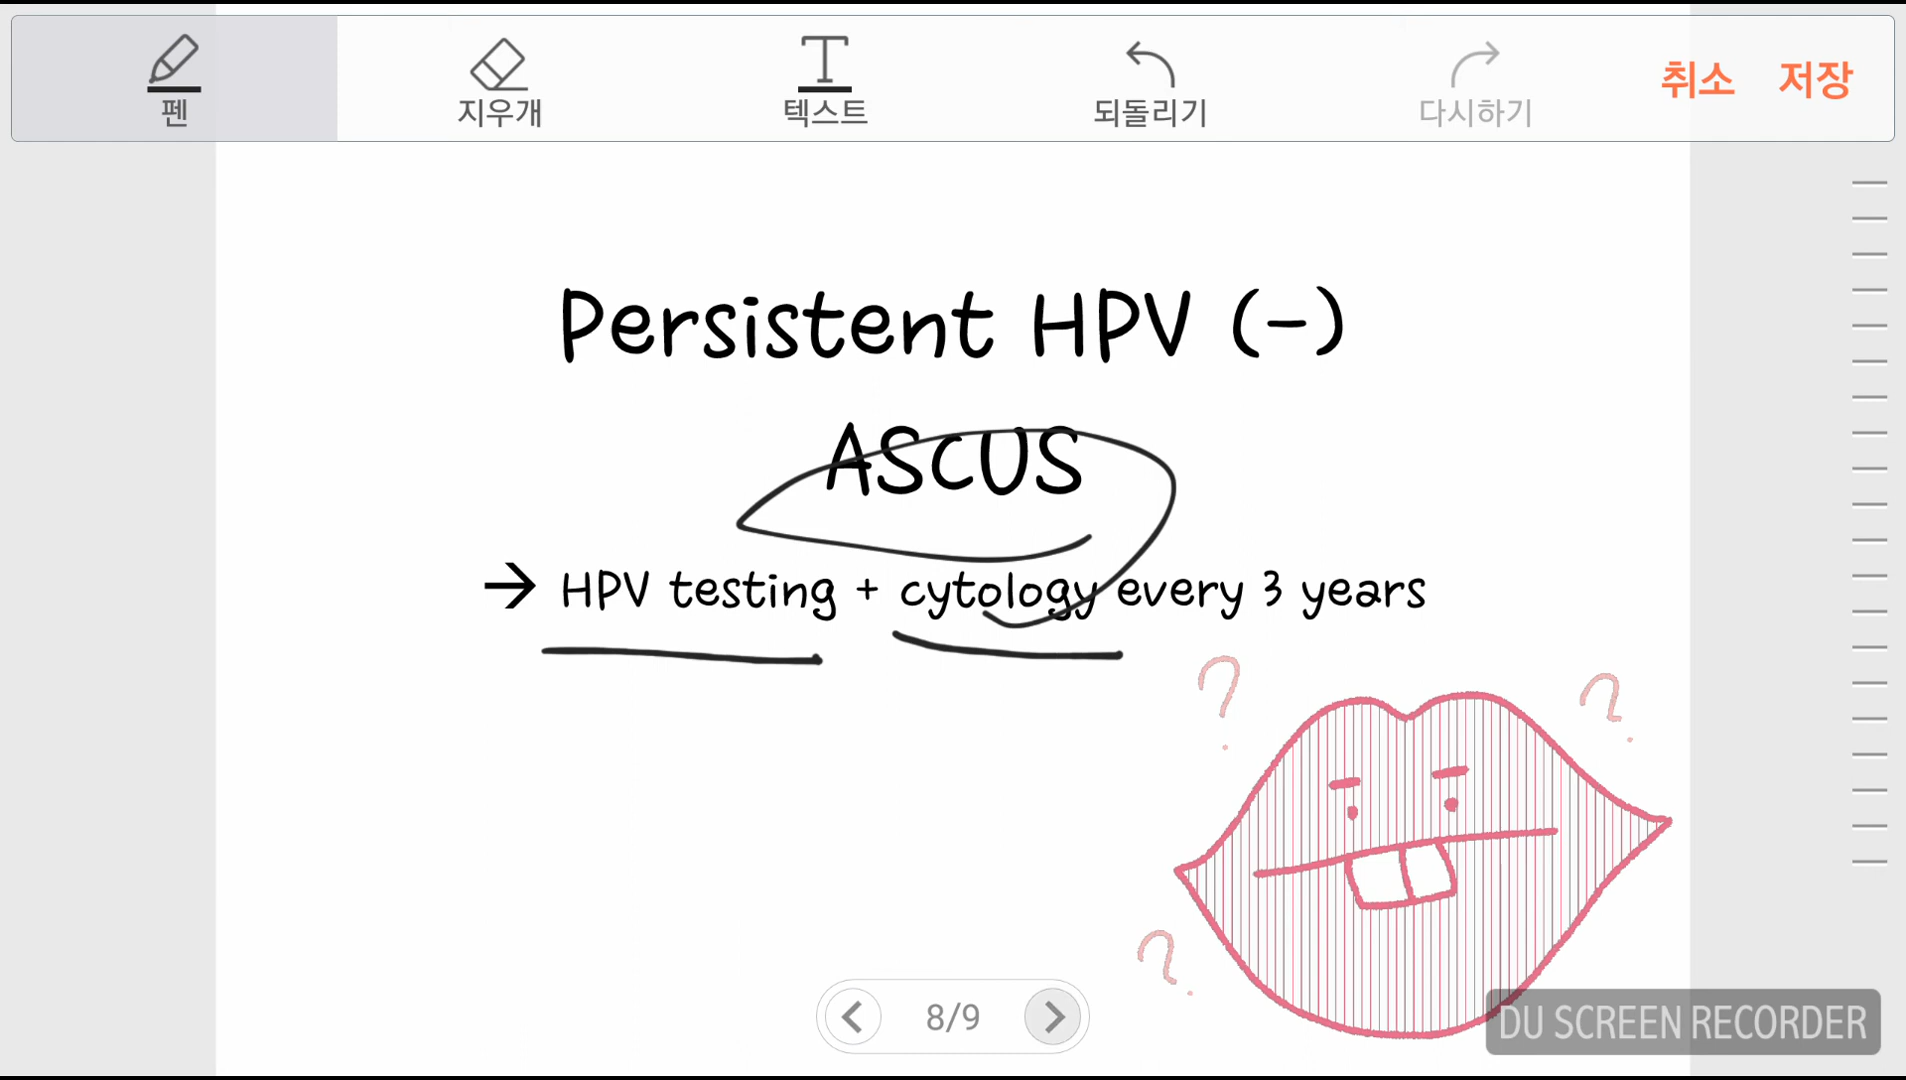 펜
지우개
텍스트
되돌리기
다시하기
취소 저장
Persistent HPV (-)
ASCUS
→ HPV testing + cytology every 3 years
? ?
?
8/9
DU SCREEN RECORDER